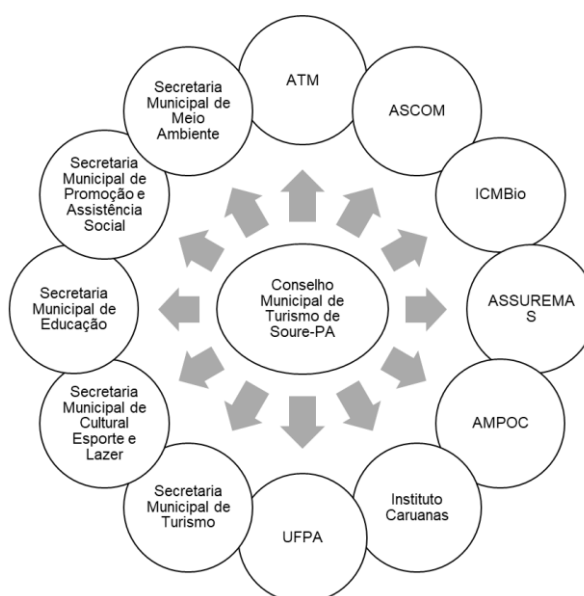 ATM
ASCOM
ICMBio
ASSUREMA
S
AMPOC
Instituto
Caruanas
UFPA
Secretaria
Municipal de
Turismo
Secretaria
Municipal de
Cultural
Esporte e
Lazer
Secretaria
Municipal de
Educação
Secretaria
Municipal de
Promoção e
Assistência
Social
Secretaria
Municipal de
Meio
Ambiente
Conselho
Municipal de
Turismo de
Soure-PA